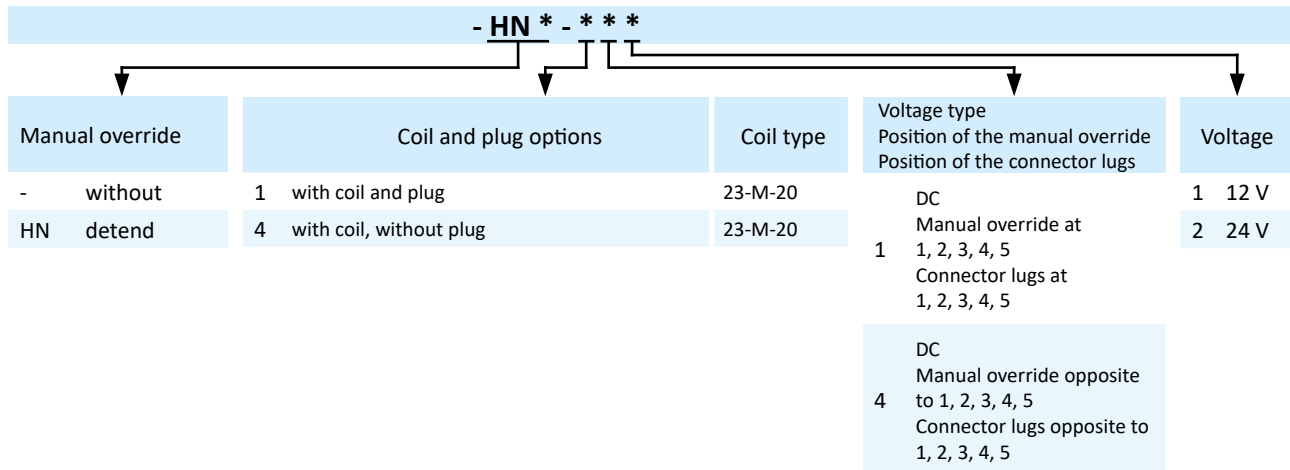 - HN * - * * *
Manual override
- without
HN detend
Coil and plug options Coil type
1 with coil and plug 23-M-20
4 with coil, without plug 23-M-20
Voltage type
Position of the manual override
Position of the connector lugs
1
DC
Manual override at
1, 2, 3, 4, 5
Connector lugs at
1, 2, 3, 4, 5
4
DC
Manual override opposite
to 1, 2, 3, 4, 5
Connector lugs opposite to
1, 2, 3, 4, 5
Voltage
1 12 V
2 24 V